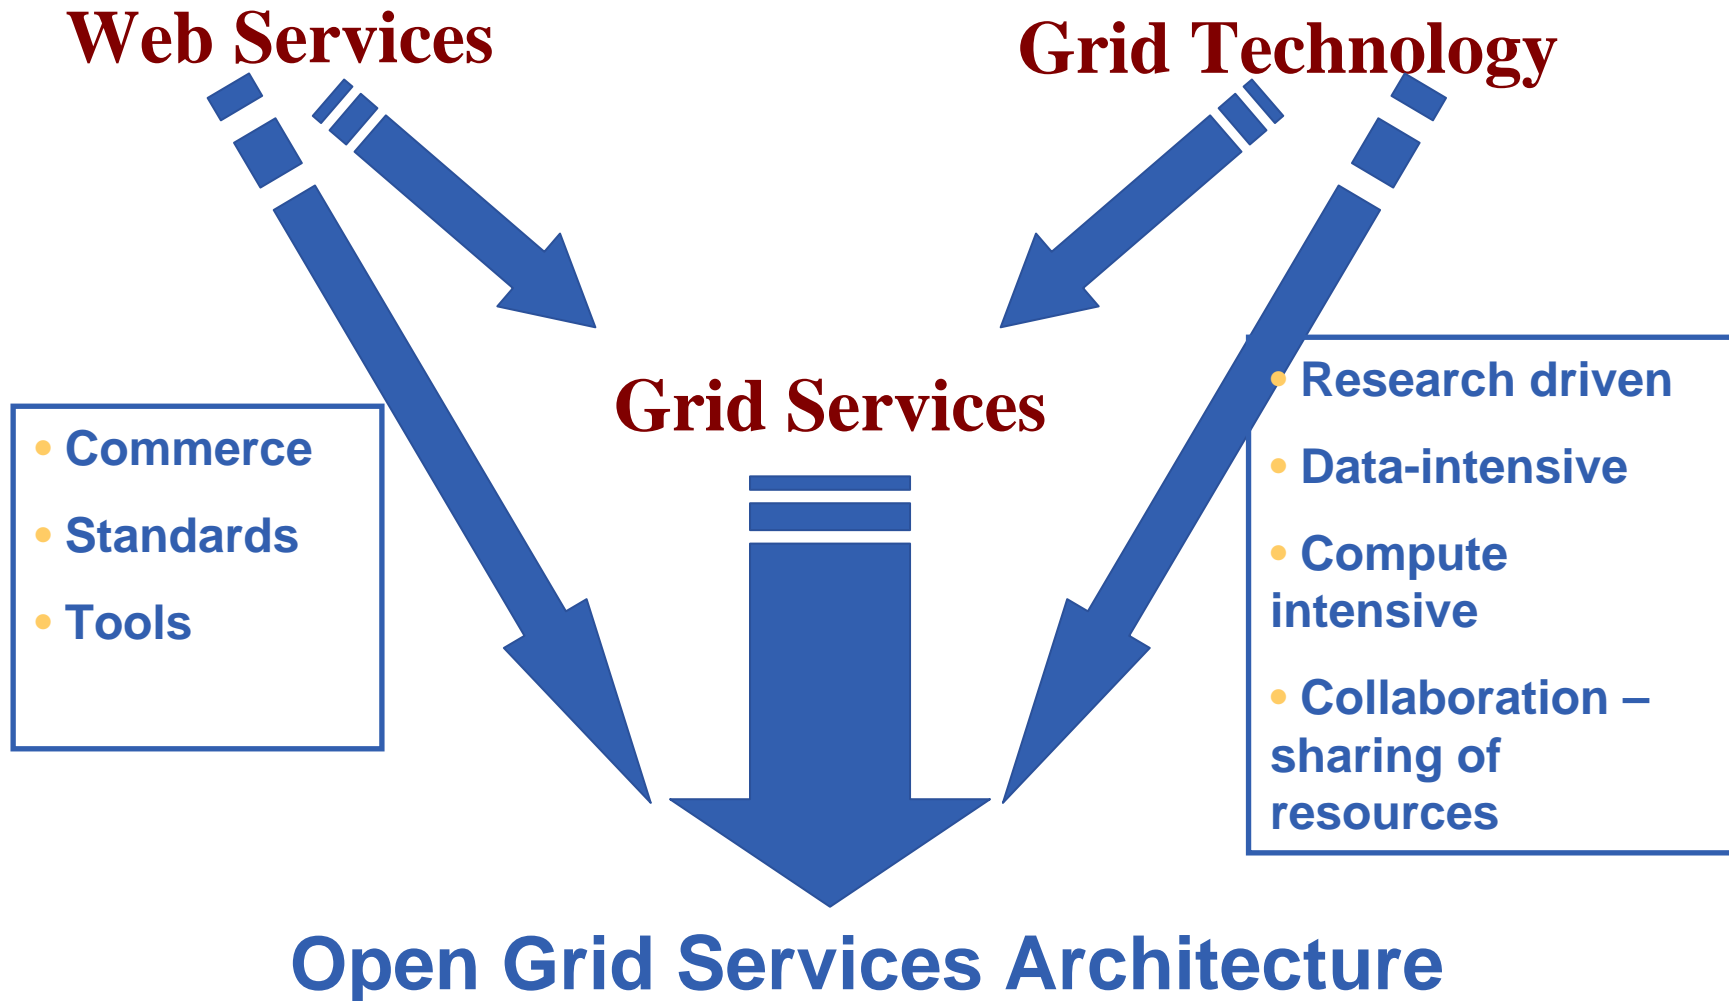 Web Services
Grid Technology
Grid Services
• Commerce
• Standards
• Tools
• Research driven
• Data-intensive
• Compute
intensive
• Collaboration –
sharing of
resources
Open Grid Services Architecture